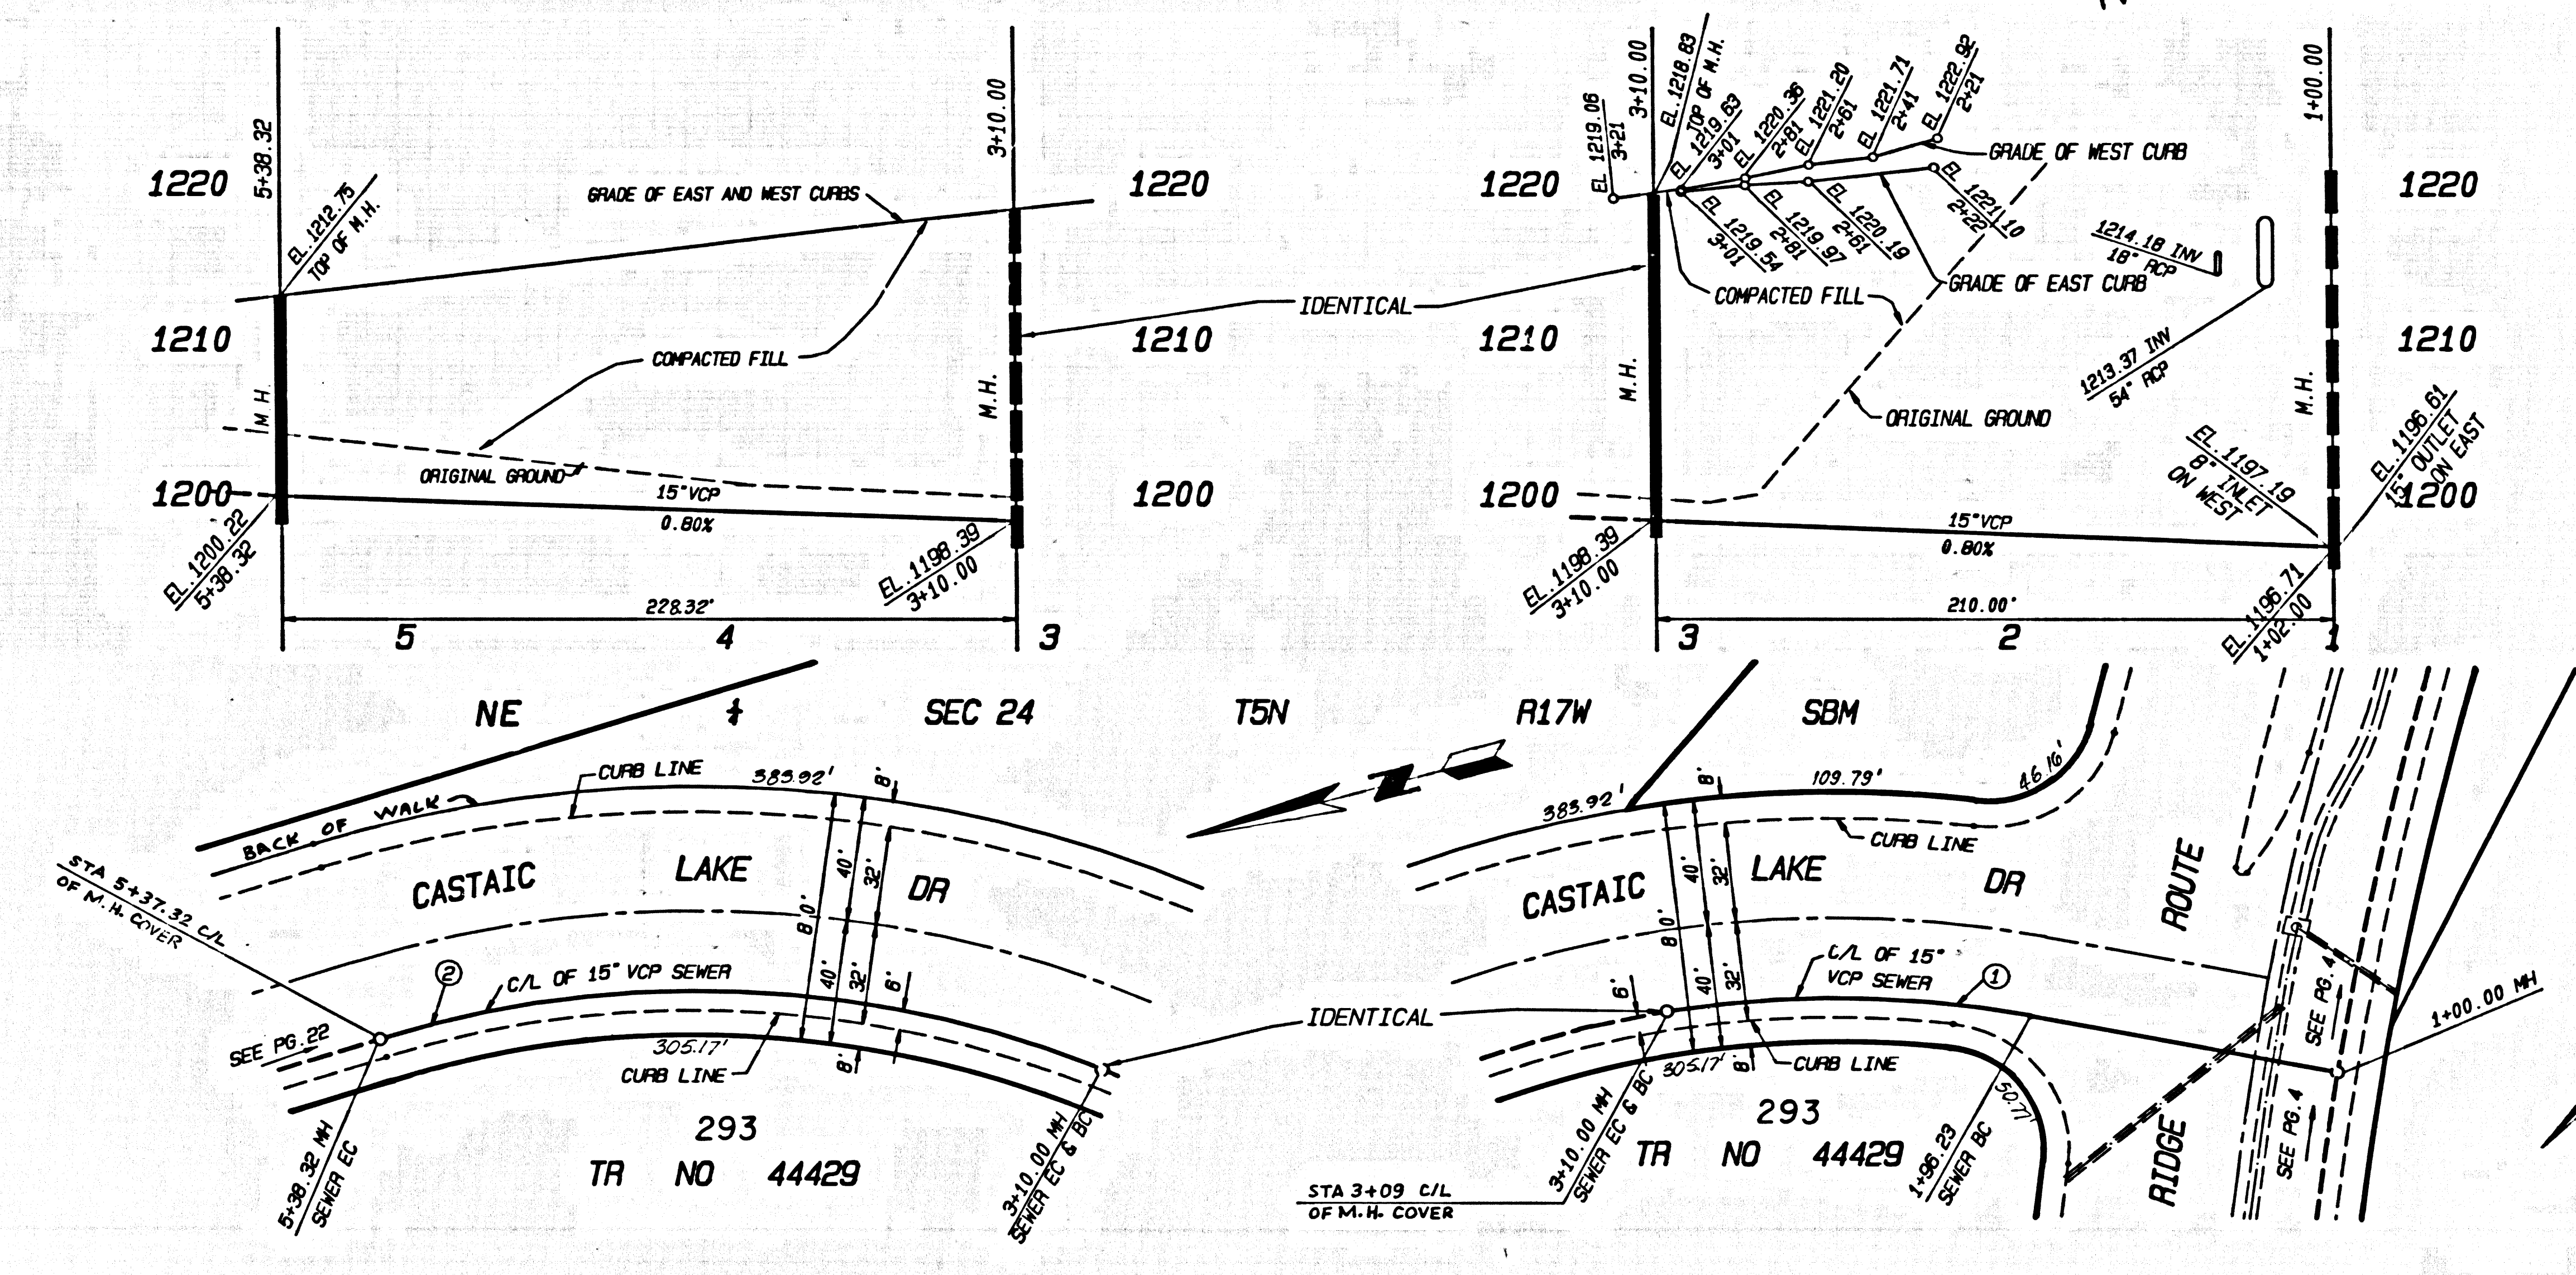 5+38.32
3+10.00
1220
1220
EL.1212.75
TOP OF M.H.
GRADE OF EAST AND WEST CURBS
1210
1210
M H
M.H.
COMPACTED FILL
ORIGINAL GROUND
1200
1200
15" VCP
0.80%
EL.1200.22
5+38.32
EL.1198.39
3+10.00
228.32'
5
4
3
IDENTICAL
3+10.00
EL.1218.83
TOP OF M.H.
1+00.00
EL 1219.06
3+21
EL 1219.63
3+01
EL 1220.36
2+81
EL 1221.20
2+61
EL 1221.71
2+41
EL 1222.92
2+21
GRADE OF WEST CURB
1220
1220
EL 1219.54
3+01
EL 1219.97
2+81
EL 1220.19
2+61
EL 1221.10
2+22
GRADE OF EAST CURB
1214.18 INV
18" RCP
COMPACTED FILL
1210
1210
1213.37 INV
54" RCP
M.H.
M.H.
ORIGINAL GROUND
EL.1197.19
8" INLET
ON WEST
EL.1196.61
15" OUTLET
ON EAST
1200
1200
15" VCP
0.80%
EL.1198.39
3+10.00
EL.1196.71
1+02.00
210.00'
3
2
1
NE
SEC 24
T5N
R17W
SBM
N
CURB LINE
383.92'
8'
BACK OF WALK
CASTAIC LAKE DR
40'
32'
80'
40'
32'
6'
STA 5+37.32 C/L
OF M.H. COVER
2
C/L OF 15" VCP SEWER
SEE PG.22
305.17'
CURB LINE
8'
5+38.32 MH
SEWER EC
293
TR NO 44429
3+10.00 MH
SEWER EC & BC
IDENTICAL
383.92'
8'
109.79'
46.16'
CURB LINE
CASTAIC LAKE DR
40'
32'
80'
40'
32'
6'
C/L OF 15"
VCP SEWER
1
305.17'
8'
CURB LINE
50.77'
293
TR NO 44429
3+10.00 MH
SEWER EC & BC
STA 3+09 C/L
OF M.H. COVER
1+96.23
SEWER BC
RIDGE ROUTE
SEE PG.4
SEE PG.4
1+00.00 MH